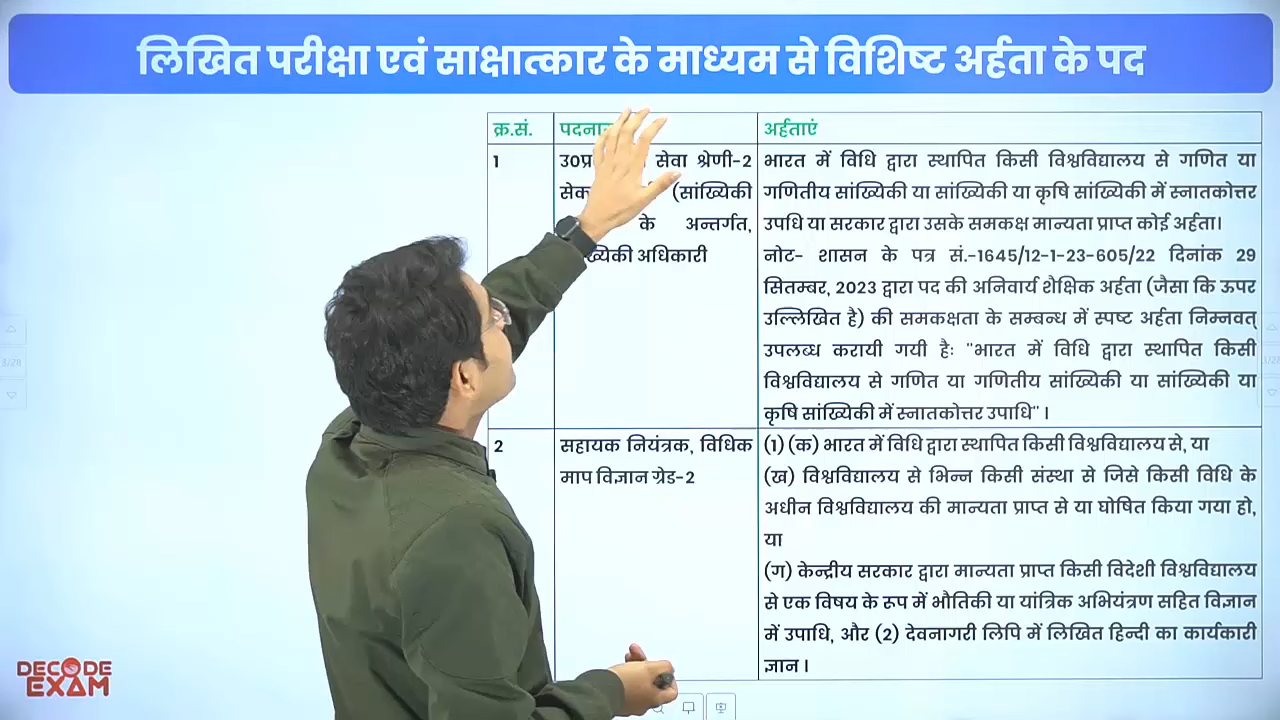 लिखित परीक्षा एवं साक्षात्कार के माध्यम से विशिष्ट अर्हता के पद
क्र.सं. अर्हताएं
1 सेवा श्रेणी-2
(सांख्यिकी
के अन्तर्गत,
अधिकारी
भारत में विधि द्वारा स्थापित किसी विश्वविद्यालय से गणित या
गणितीय सांख्यिकी या सांख्यिकी या कृषि सांख्यिकी में स्नातकोत्तर
उपधि या सरकार द्वारा उसके समकक्ष मान्यता प्राप्त कोई अर्हता।
नोट- शासन के पत्र सं.-1645/12-1-23-605/22 दिनांक 29
सितम्बर, 2023 द्वारा पद की अनिवार्य शैक्षिक अर्हता (जैसा कि ऊपर
उल्लिखित है) की समकक्षता के सम्बन्ध में स्पष्ट अर्हता निम्नवत्
उपलब्ध करायी गयी हैः "भारत में विधि द्वारा स्थापित किसी
विश्वविद्यालय से गणित या गणितीय सांख्यिकी या सांख्यिकी या
कृषि सांख्यिकी में स्नातकोत्तर उपाधि" ।
2 सहायक नियंत्रक, विधिक
माप विज्ञान ग्रेड-2
(1) (क) भारत में विधि द्वारा स्थापित किसी विश्वविद्यालय से, या
(ख) विश्वविद्यालय से भिन्न किसी संस्था से जिसे किसी विधि के
अधीन विश्वविद्यालय की मान्यता प्राप्त से या घोषित किया गया हो,
या
(ग) केन्द्रीय सरकार द्वारा मान्यता प्राप्त किसी विदेशी विश्वविद्यालय
से एक विषय के रूप में भौतिकी या यांत्रिक अभियंत्रण सहित विज्ञान
में उपाधि, और (2) देवनागरी लिपि में लिखित हिन्दी का कार्यकारी
ज्ञान ।
DECODE
EXAM